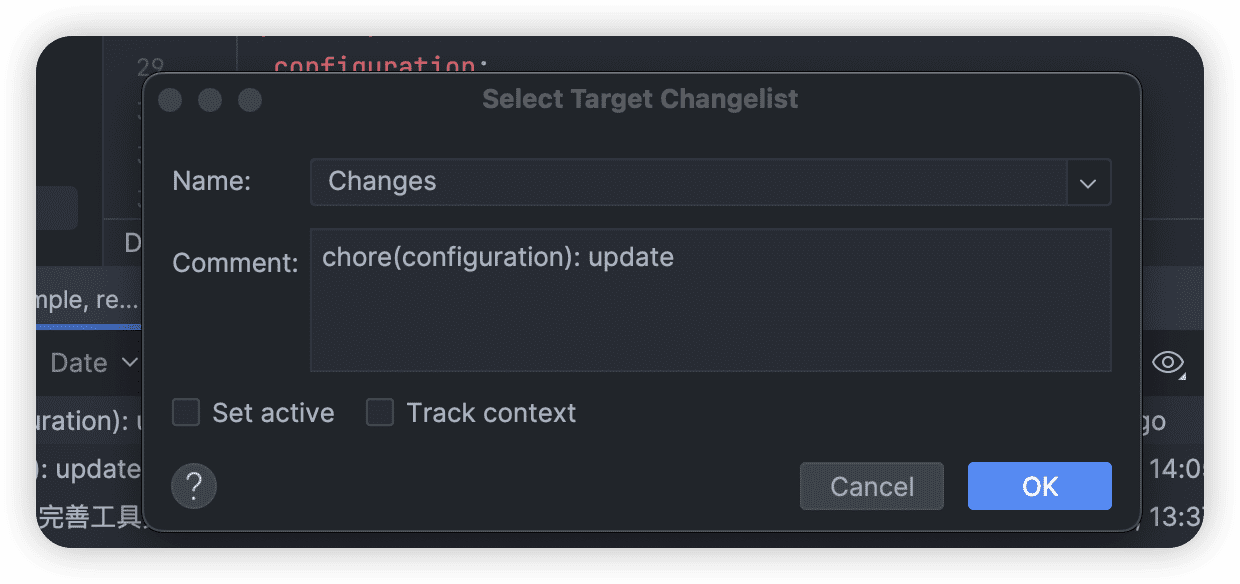 29
configuration:
Select Target Changelist
Name:
Changes
Comment:
chore(configuration): update
mple, re...
Date
Set active
Track context
uration):
go
): update
14:0
完善工具
13:3
?
Cancel
OK